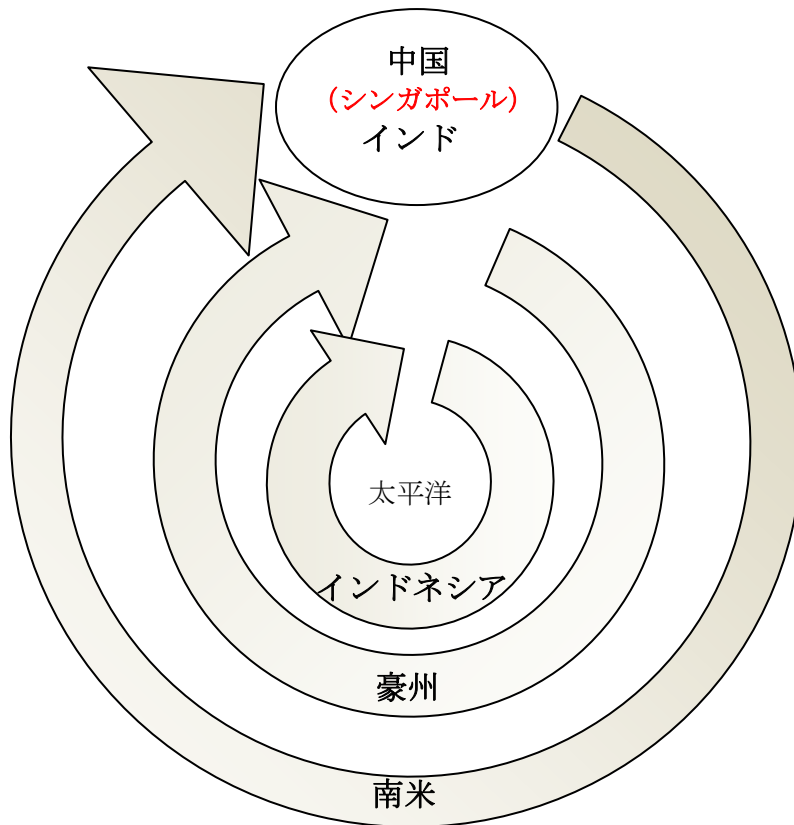 中国
（シンガポール）
インド
太平洋
インドネシア
豪州
南米